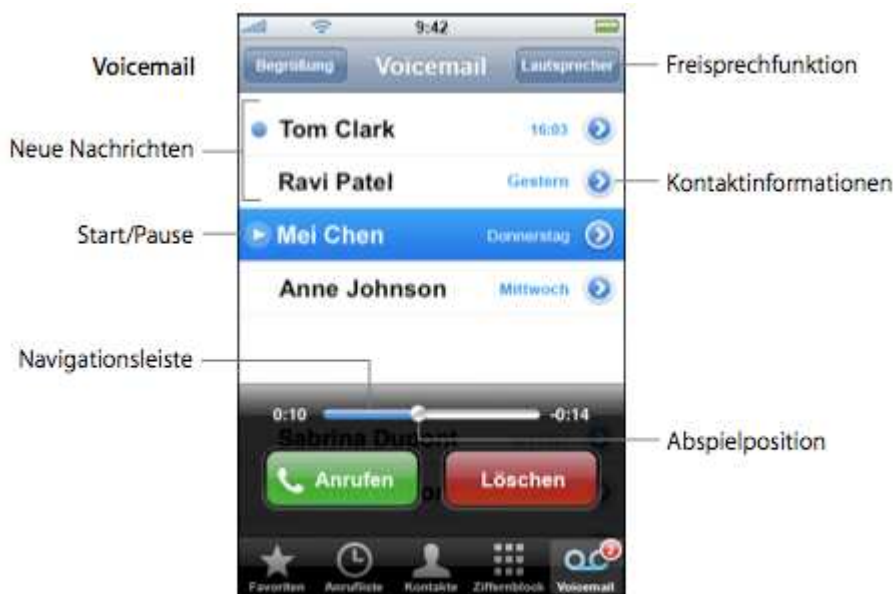 9:42
Voicemail
Begrüßung
Voicemail
Lautsprecher
Freisprechfunktion
Neue Nachrichten
Tom Clark
16:03
Ravi Patel
Gestern
Kontaktinformationen
Start/Pause
Mei Chen
Donnerstag
Anne Johnson
Mittwoch
Navigationsleiste
0:10
-0:14
Sabrina Dupont
Abspielposition
Anrufen
Löschen
Favoriten
Anrufliste
Kontakte
Ziffernblock
Voicemail